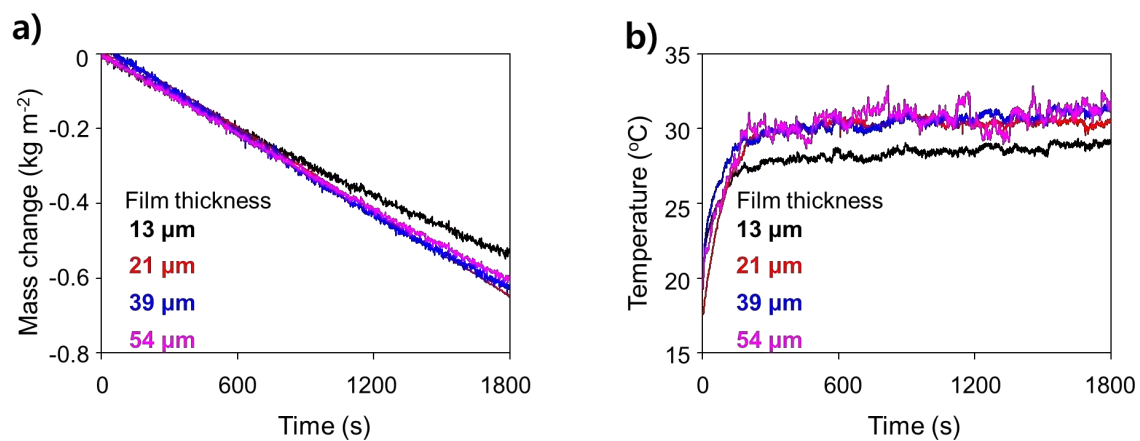 a)
Mass change (kg m-2)
0
-0.2
-0.4
-0.6
-0.8
Film thickness
13 µm
21 µm
39 µm
54 µm
0
600
1200
1800
Time (s)
b)
Temperature (oC)
35
30
25
20
15
Film thickness
13 µm
21 µm
39 µm
54 µm
0
600
1200
1800
Time (s)